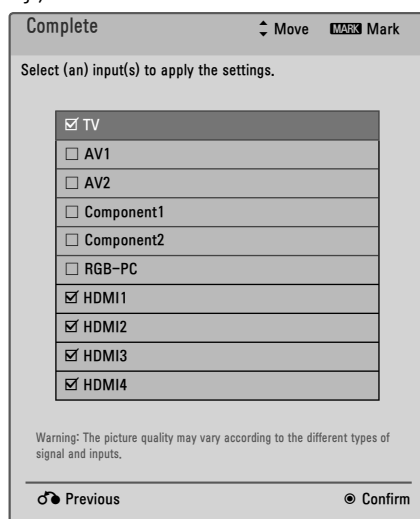 Complete Move MARK Mark
Select (an) input(s) to apply the settings.
TV
AV1
AV2
Component1
Component2
RGB-PC
HDMI1
HDMI2
HDMI3
HDMI4
Warning: The picture quality may vary according to the different types of
signal and inputs.
Previous Confirm